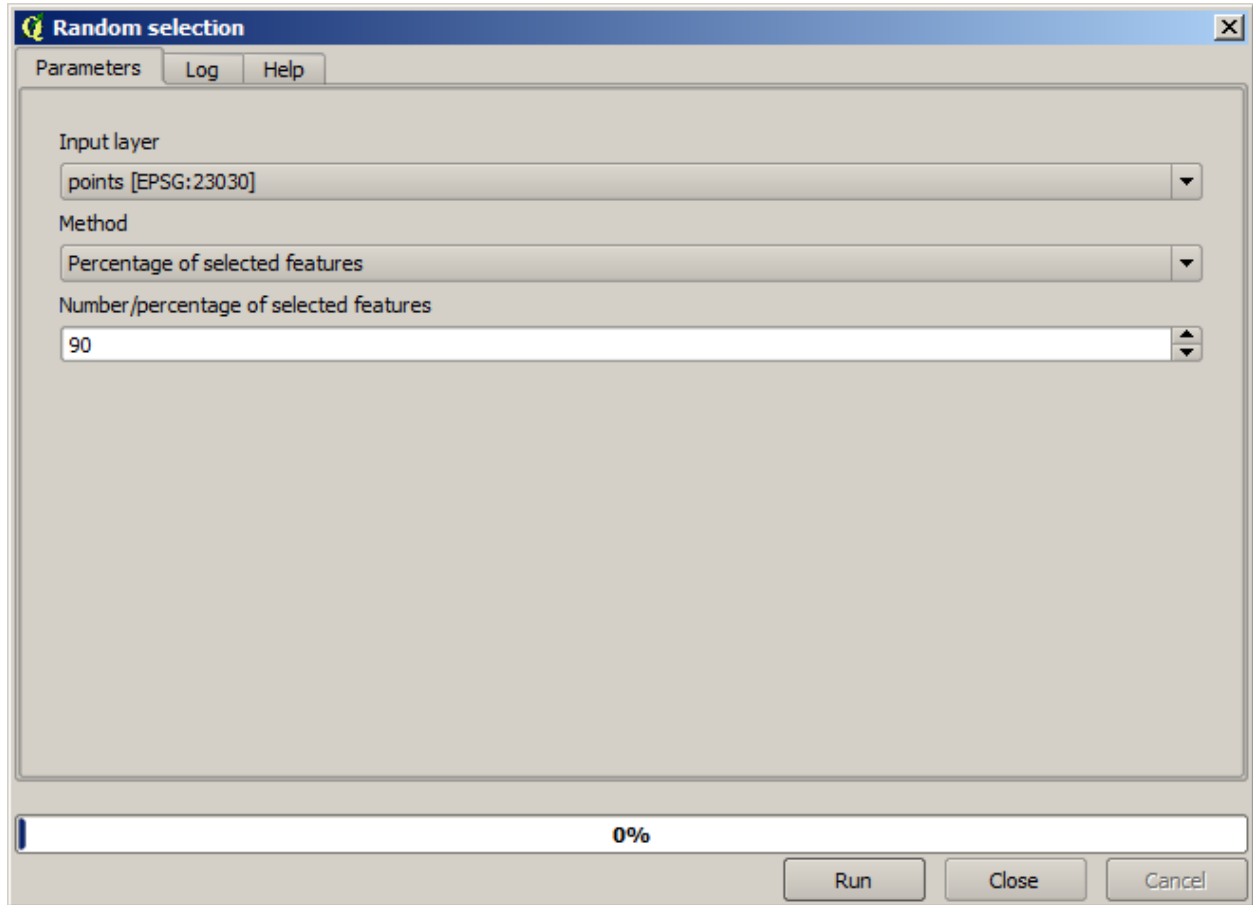 Random selection
Parameters Log Help
Input layer
points [EPSG:23030]
Method
Percentage of selected features
Number/percentage of selected features
90
0%
Run Close Cancel